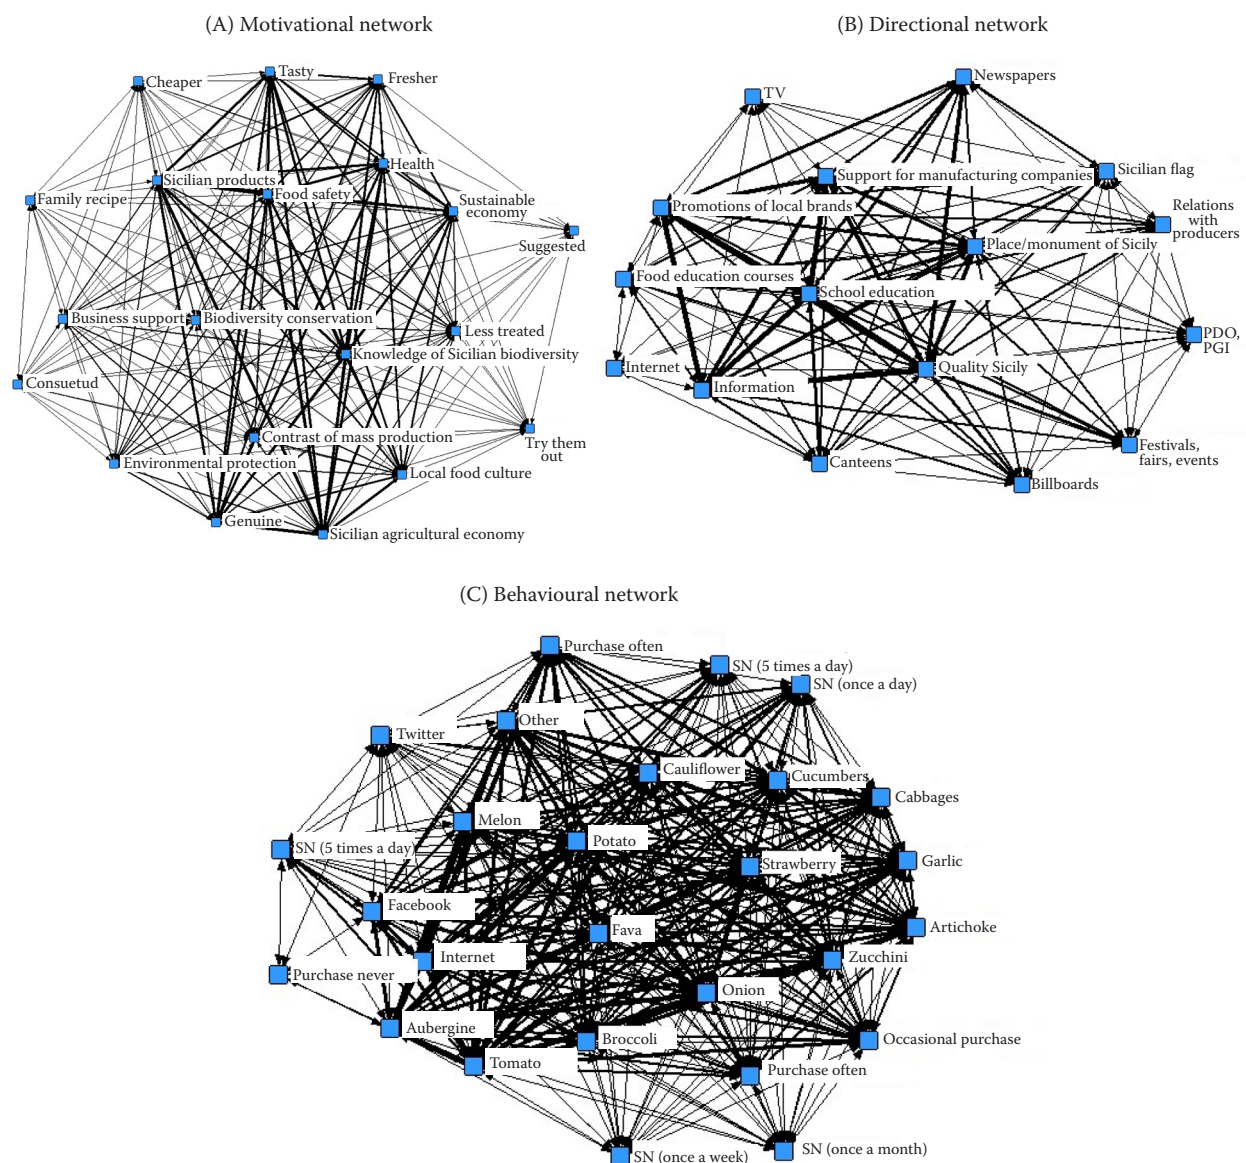 (A) Motivational network
(B) Directional network
Cheaper
Tasty
Fresher
Health
Sicilian products
Food safety
Family recipe
Sustainable
economy
Suggested
Business support
Biodiversity conservation
Less treated
Knowledge of Sicilian biodiversity
Consuetud
Contrast of mass production
Try them
out
Environmental protection
Local food culture
Genuine
Sicilian agricultural economy
Newspapers
TV
Support for manufacturing companies
Sicilian flag
Promotions of local brands
Relations
with
producers
Place/monument of Sicily
Food education courses
School education
PDO,
PGI
Internet
Information
Quality Sicily
Canteens
Festivals,
fairs, events
Billboards
(C) Behavioural network
Purchase often
SN (5 times a day)
SN (once a day)
Twitter
Other
Cauliflower
Cucumbers
Cabbages
Melon
Potato
SN (5 times a day)
Strawberry
Garlic
Facebook
Fava
Artichoke
Internet
Zucchini
Purchase never
Onion
Aubergine
Broccoli
Occasional purchase
Tomato
Purchase often
SN (once a week)
SN (once a month)